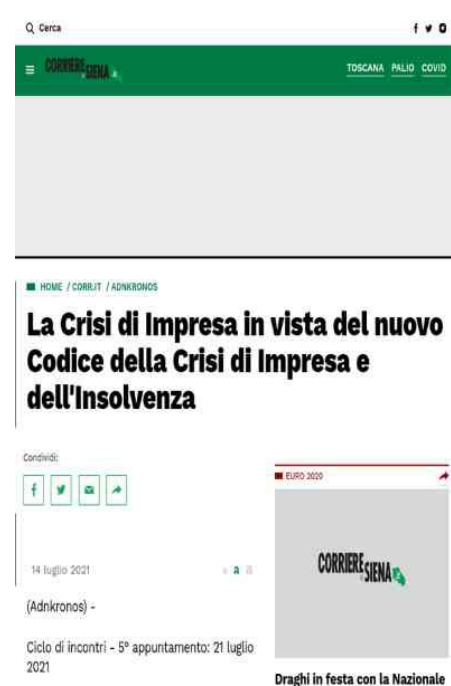 Cerca
CORRIERE di SIENA
TOSCANA PALIO COVID
HOME / CORR.IT / ADNKRONOS
La Crisi di Impresa in vista del nuovo
Codice della Crisi di Impresa e
dell'Insolvenza
Condividi:
14 luglio 2021
a a a
(Adnkronos) -
Ciclo di incontri - 5° appuntamento: 21 luglio
2021
EURO 2020
CORRIERE di SIENA
Draghi in festa con la Nazionale